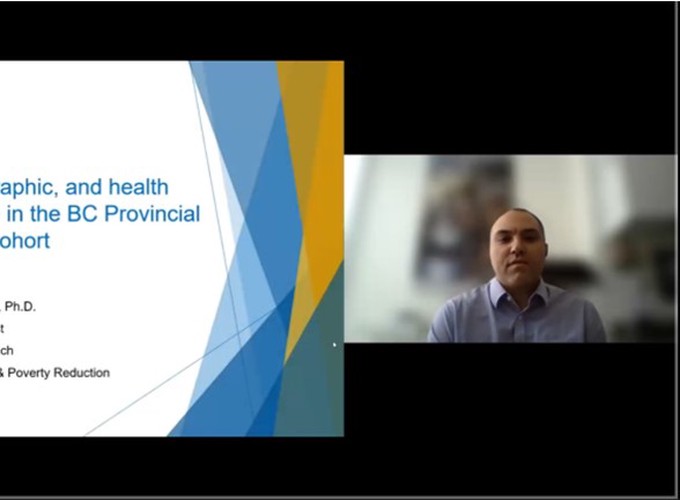 aphic, and health
in the BC Provincial
ohort
Ph.D.
t
ch
& Poverty Reduction